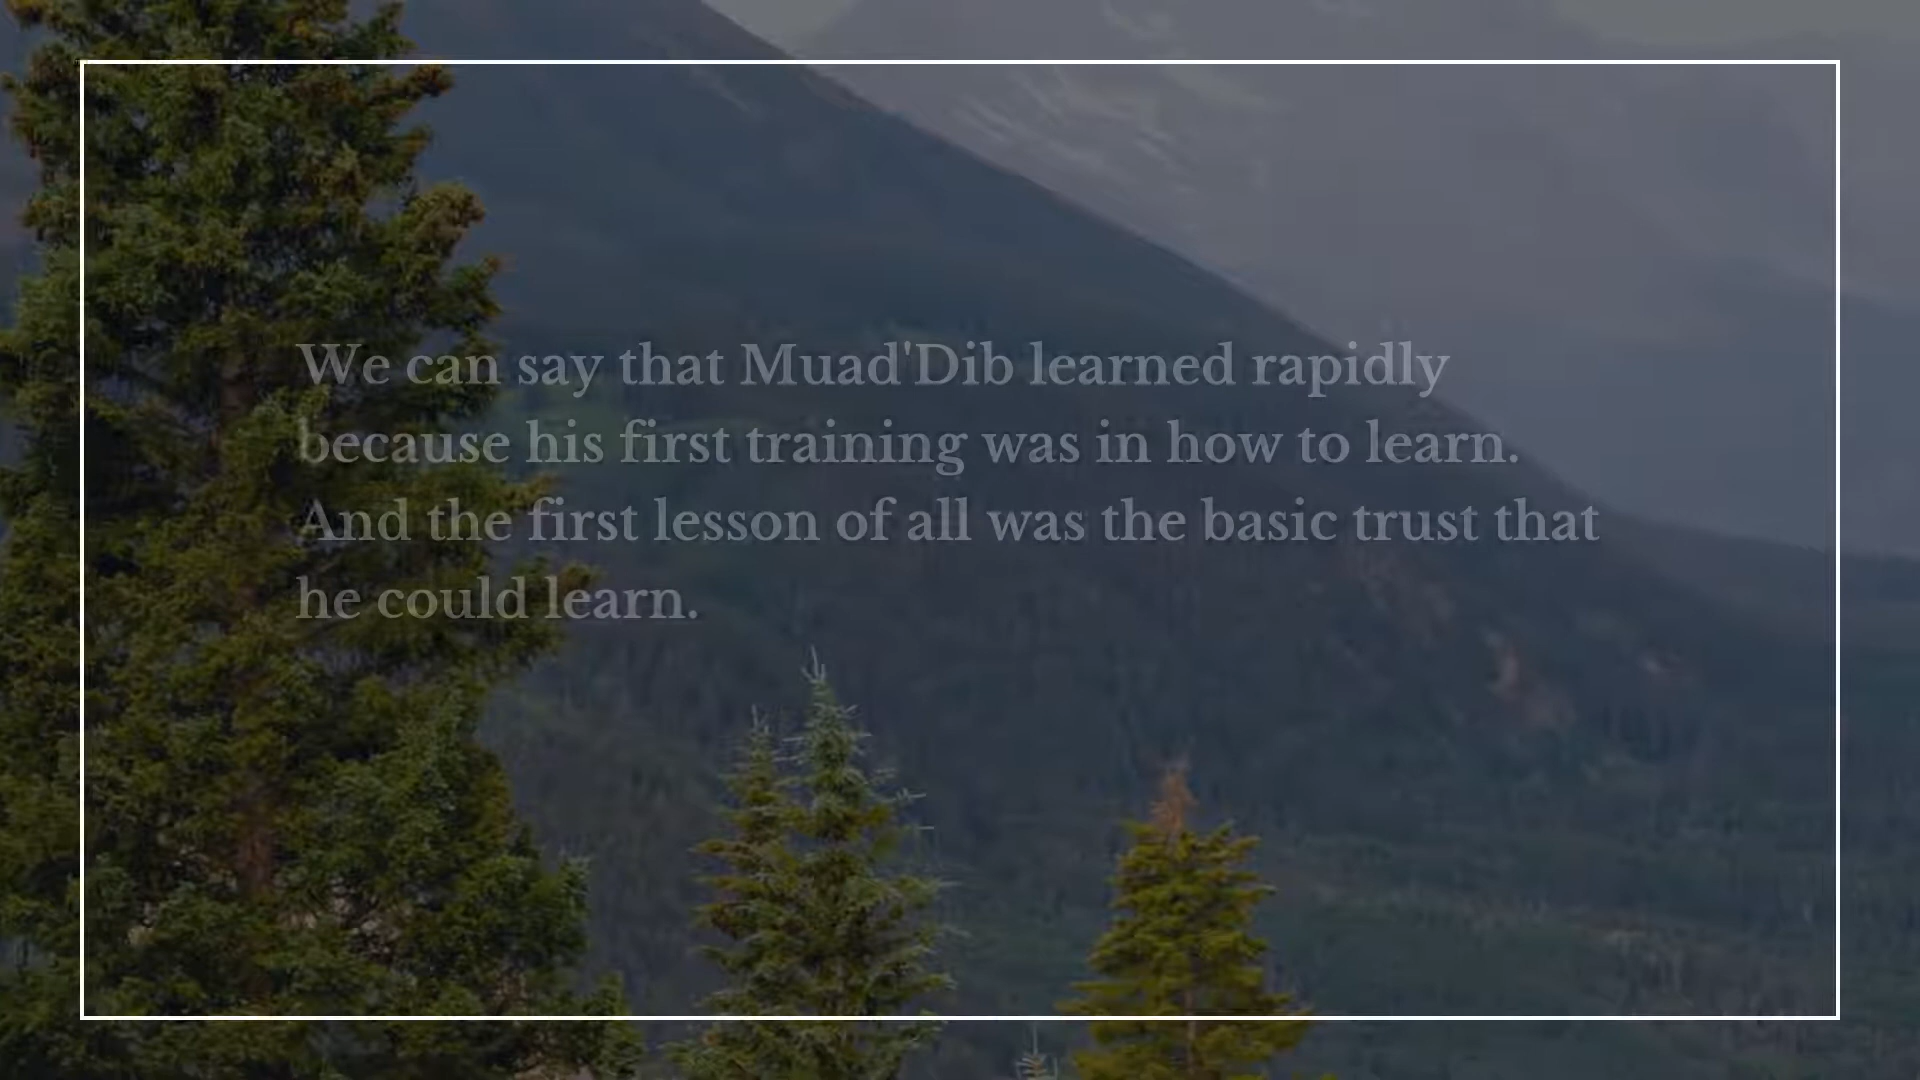 We can say that Muad'Dib learned rapidly
because his first training was in how to learn.
And the first lesson of all was the basic trust that
he could learn.